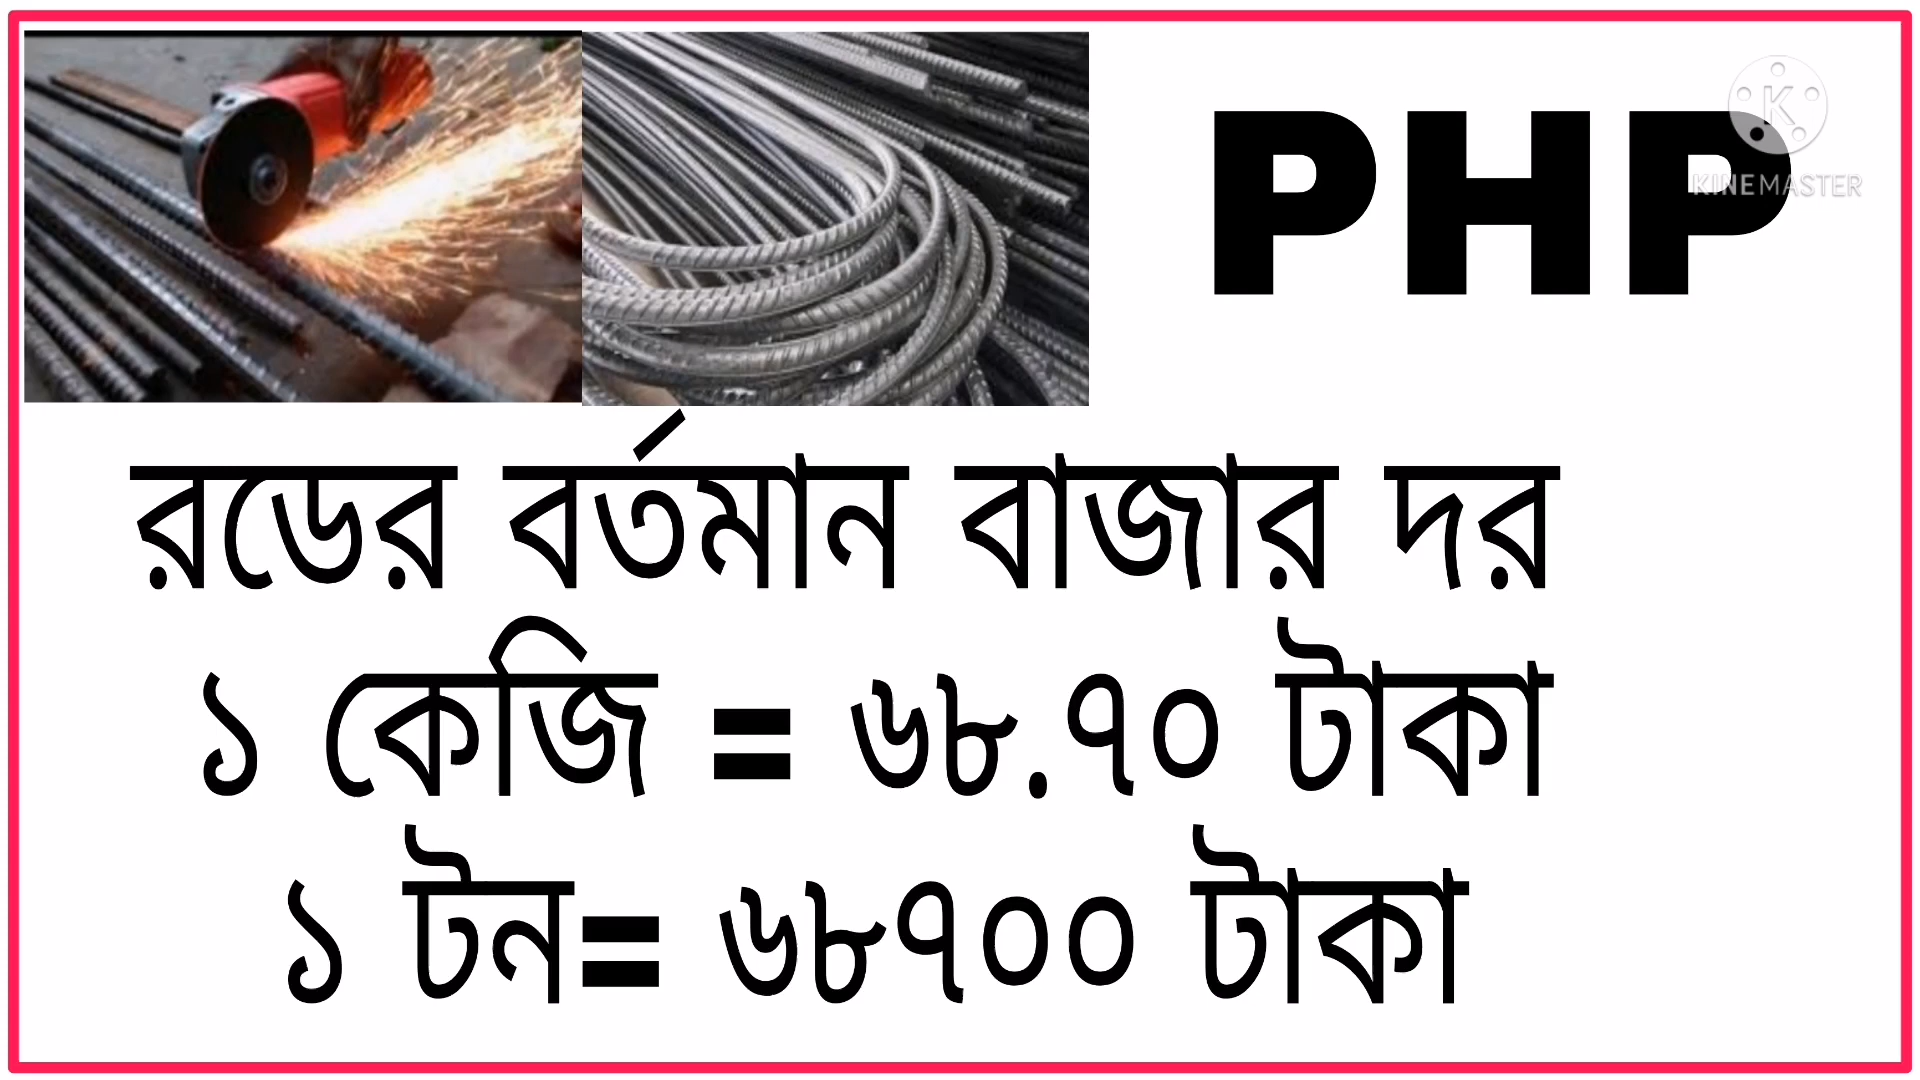 PHP
KINEMASTER
রডের বর্তমান বাজার দর
১ কেজি = ৬৮.৭০ টাকা
১ টন= ৬৮৭০০ টাকা